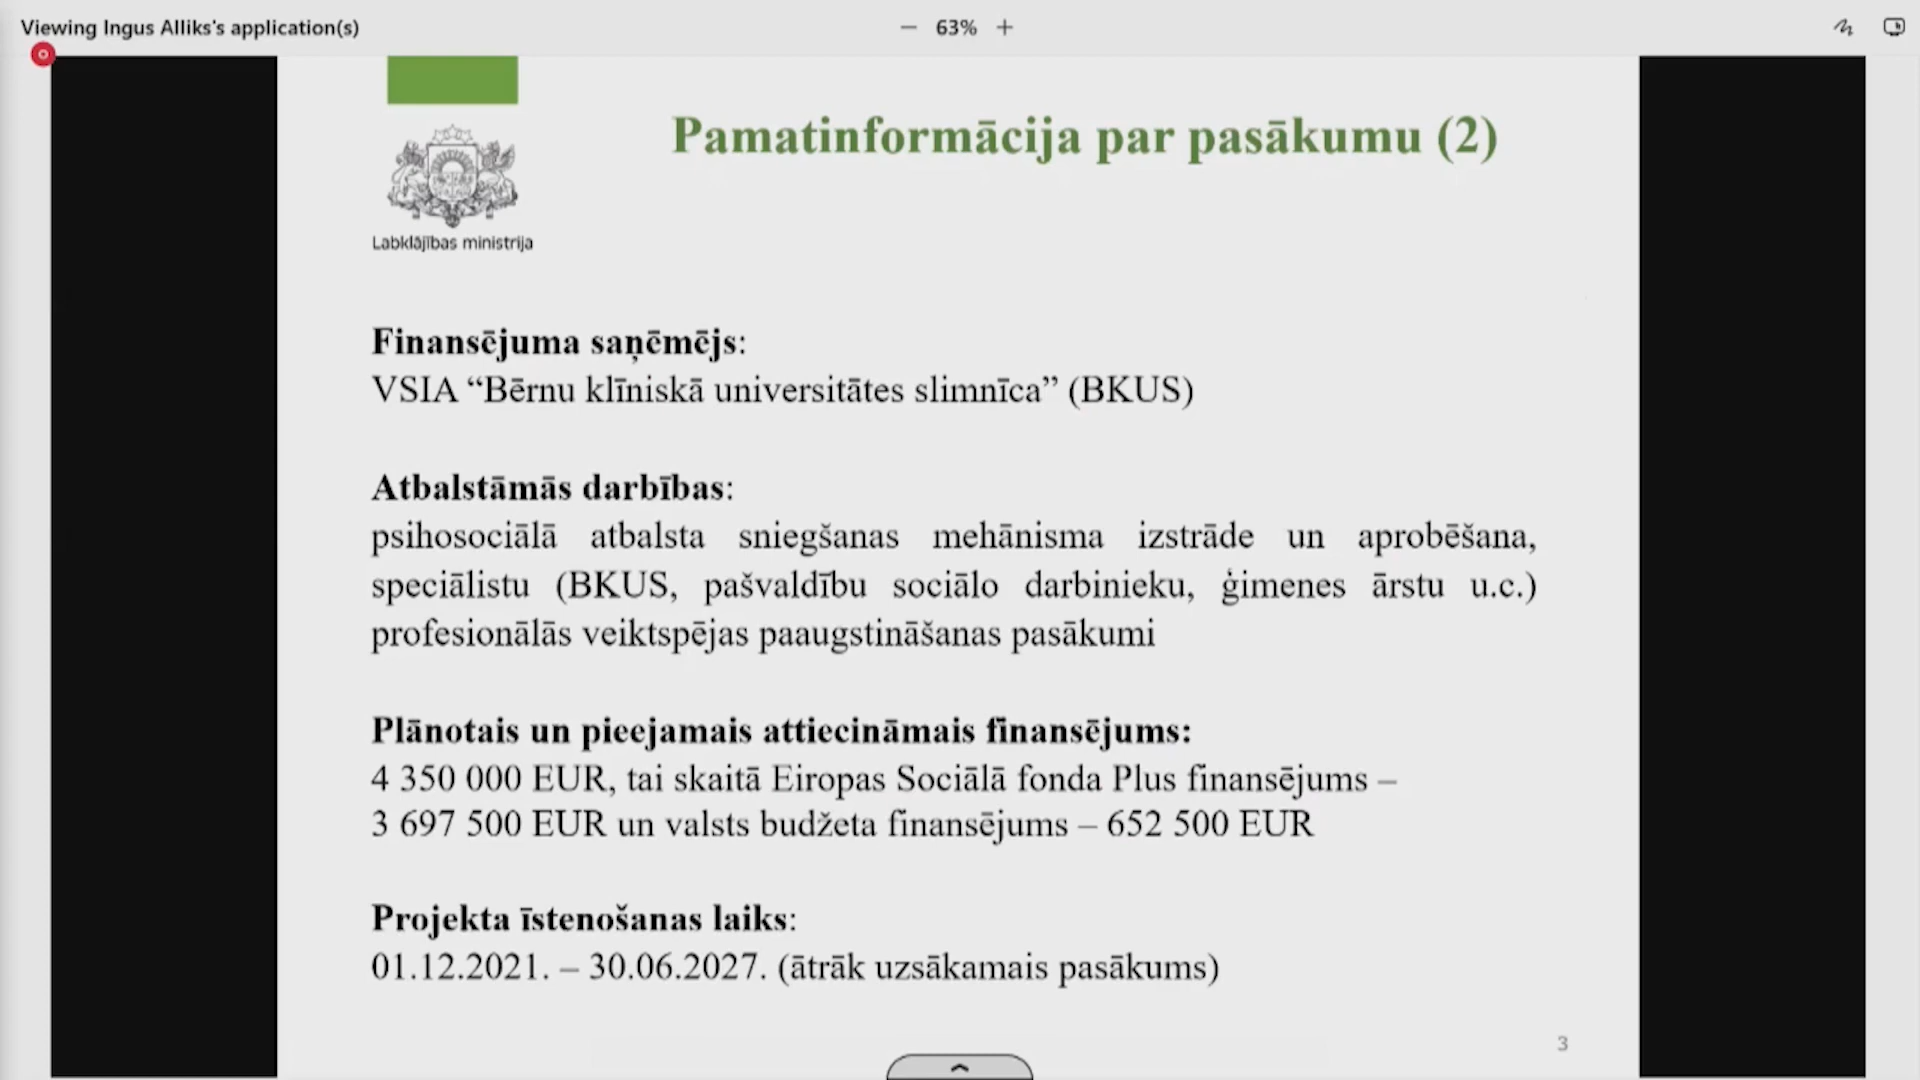 Viewing Ingus Alliks's application(s)
63%
Pamatinformācija par pasākumu (2)
Labklājības ministrija
Finansējuma saņēmējs:
VSIA “Bērnu klīniskā universitātes slimnīca” (BKUS)
Atbalstāmās darbības:
psihosociālā atbalsta sniegšanas mehānisma izstrāde un aprobēšana,
speciālistu (BKUS, pašvaldību sociālo darbinieku, ģimenes ārstu u.c.)
profesionālās veiktspējas paaugstināšanas pasākumi
Plānotais un pieejamais attiecināmais finansējums:
4 350 000 EUR, tai skaitā Eiropas Sociālā fonda Plus finansējums –
3 697 500 EUR un valsts budžeta finansējums – 652 500 EUR
Projekta īstenošanas laiks:
01.12.2021. – 30.06.2027. (ātrāk uzsākamais pasākums)
3